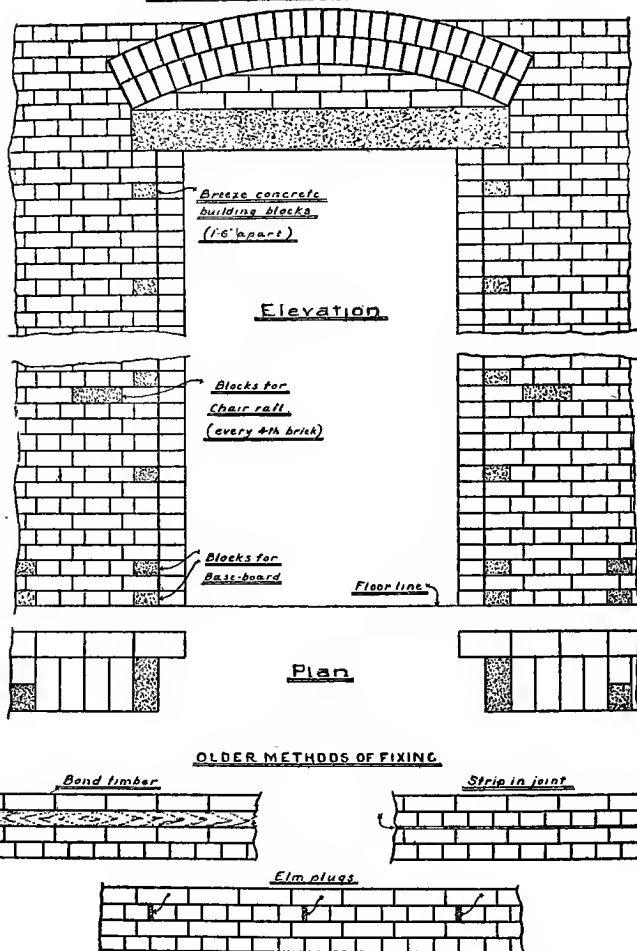 Breeze concrete
building blocks
(1'-6" apart)
Elevation
Blocks for
Chair rail
(every 4th brick)
Blocks for
Base-board
Floor line
Plan
OLDER METHODS OF FIXING
Bond timber
Strip in joint
Elm plugs